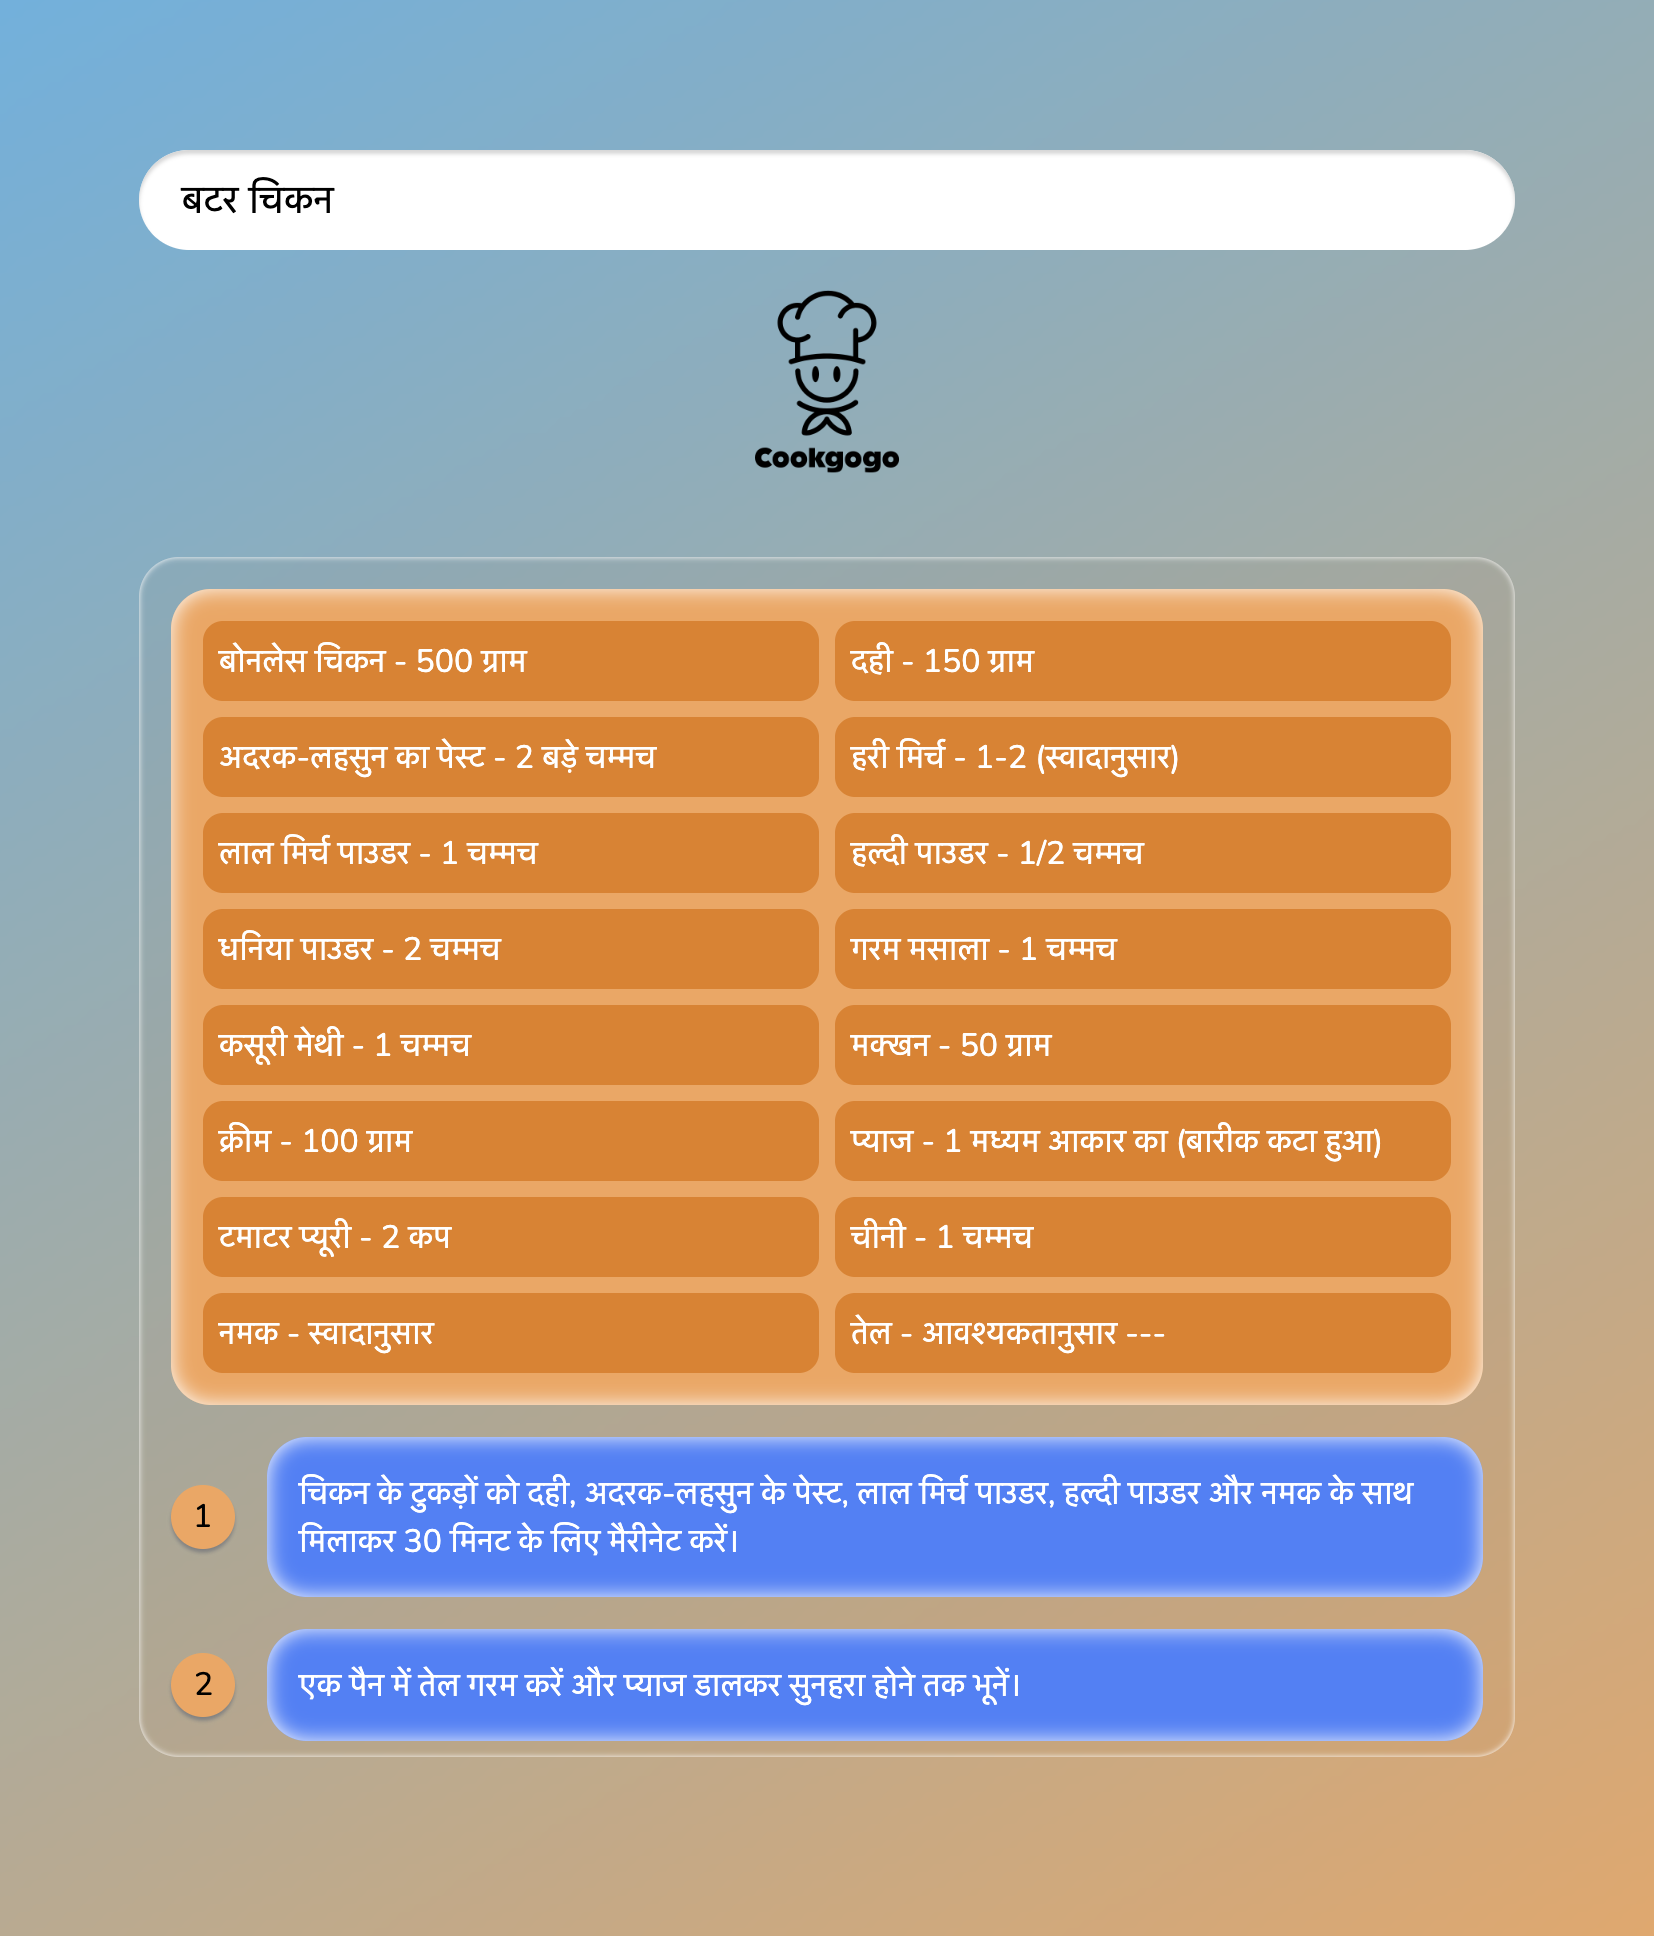 बटर चिकन
Cookgogo
बोनलेस चिकन - 500 ग्राम
दही - 150 ग्राम
अदरक-लहसुन का पेस्ट - 2 बड़े चम्मच
हरी मिर्च - 1-2 (स्वादानुसार)
लाल मिर्च पाउडर - 1 चम्मच
हल्दी पाउडर - 1/2 चम्मच
धनिया पाउडर - 2 चम्मच
गरम मसाला - 1 चम्मच
कसूरी मेथी - 1 चम्मच
मक्खन - 50 ग्राम
क्रीम - 100 ग्राम
प्याज - 1 मध्यम आकार का (बारीक कटा हुआ)
टमाटर प्यूरी - 2 कप
चीनी - 1 चम्मच
नमक - स्वादानुसार
तेल - आवश्यकतानुसार ---
1
चिकन के टुकड़ों को दही, अदरक-लहसुन के पेस्ट, लाल मिर्च पाउडर, हल्दी पाउडर और नमक के साथ
मिलाकर 30 मिनट के लिए मैरीनेट करें।
2
एक पैन में तेल गरम करें और प्याज डालकर सुनहरा होने तक भूनें।